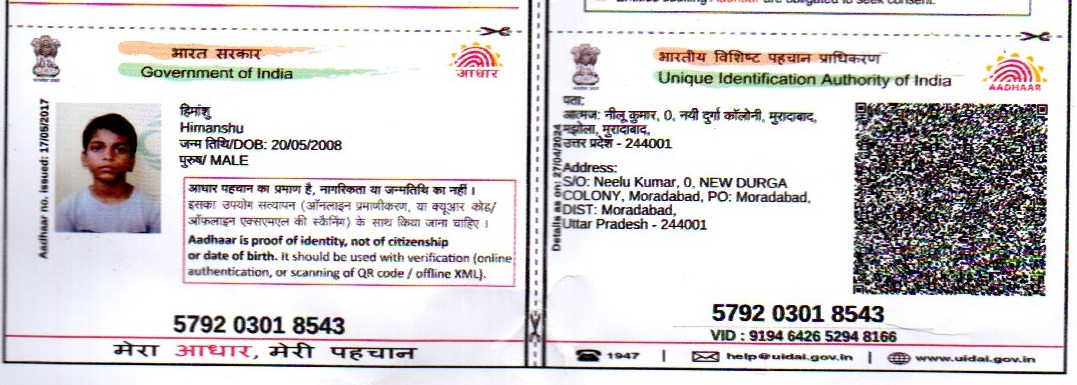 Entities seeking Aadhaar are obligated to seek consent.
भारत सरकार
Government of India
आधार
Aadhaar no. issued: 17/05/2017
हिमांशु
Himanshu
जन्म तिथि/DOB: 20/05/2008
पुरुष/ MALE
आधार पहचान का प्रमाण है, नागरिकता या जन्मतिथि का नहीं ।
इसका उपयोग सत्यापन (ऑनलाइन प्रमाणीकरण, या क्यूआर कोड/
ऑफ़लाइन एक्सएमएल की स्कैनिंग) के साथ किया जाना चाहिए ।
Aadhaar is proof of identity, not of citizenship
or date of birth. It should be used with verification (online
authentication, or scanning of QR code / offline XML).
5792 0301 8543
मेरा आधार, मेरी पहचान
भारतीय विशिष्ट पहचान प्राधिकरण
Unique Identification Authority of India
AADHAAR
Details as on: 27/04/2024
पता:
आत्मज: नीलू कुमार, 0, नयी दुर्गा कॉलोनी, मुरादाबाद,
मझोला, मुरादाबाद,
उत्तर प्रदेश - 244001
Address:
S/O: Neelu Kumar, 0, NEW DURGA
COLONY, Moradabad, PO: Moradabad,
DIST: Moradabad,
Uttar Pradesh - 244001
5792 0301 8543
VID : 9194 6426 5294 8166
1947 | help@uidai.gov.in | www.uidai.gov.in